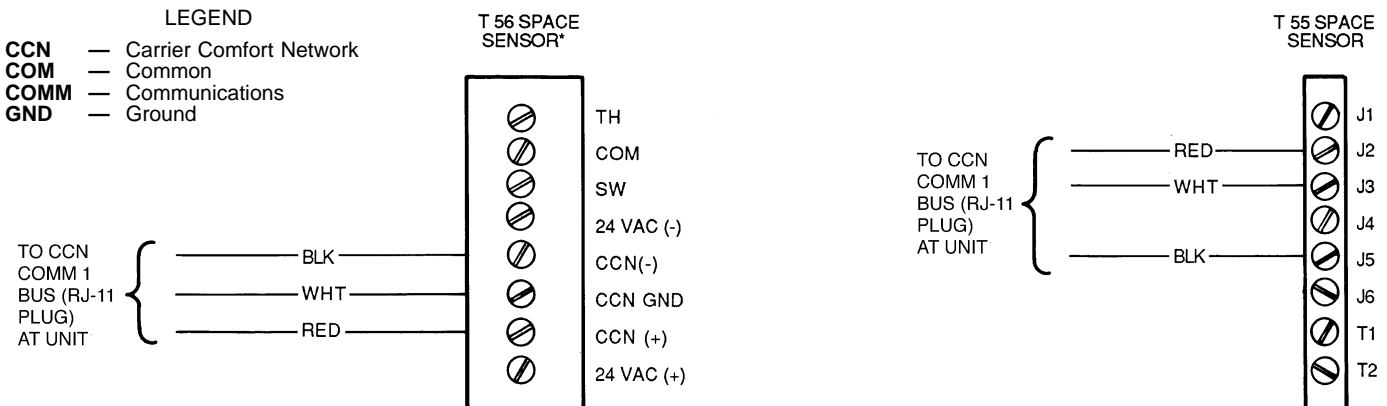 LEGEND
CCN — Carrier Comfort Network
COM — Common
COMM — Communications
GND — Ground
T 56 SPACE
SENSOR*
TH
COM
SW
24 VAC (-)
CCN(-)
CCN GND
CCN (+)
24 VAC (+)
BLK
WHT
RED
TO CCN
COMM 1
BUS (RJ-11
PLUG)
AT UNIT
T 55 SPACE
SENSOR
J1
J2
J3
J4
J5
J6
T1
T2
RED
WHT
BLK
TO CCN
COMM 1
BUS (RJ-11
PLUG)
AT UNIT